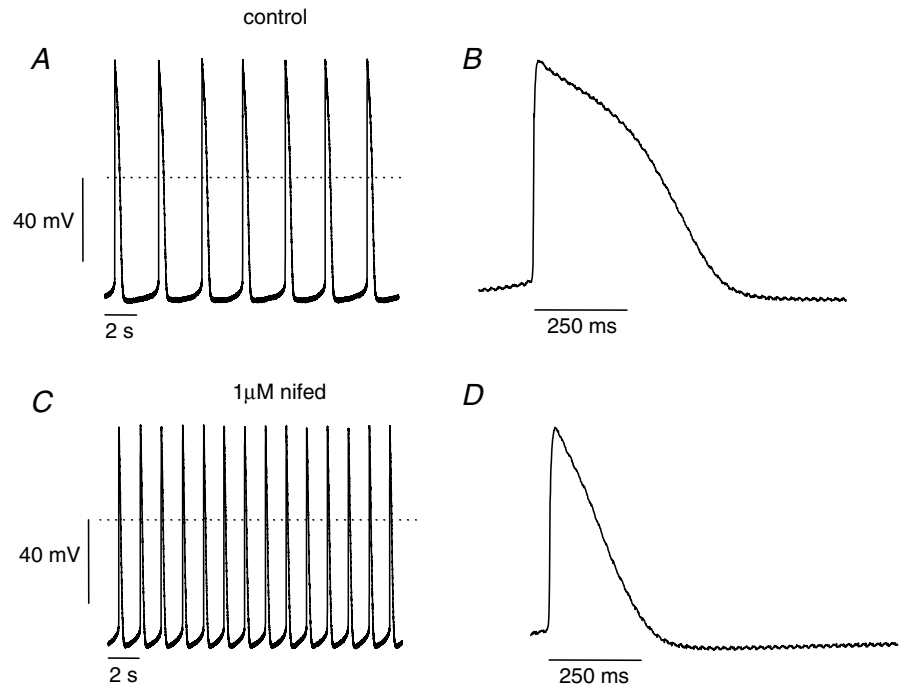 control
A
B
40 mV
2 s
250 ms
C
1μM nifed
D
40 mV
2 s
250 ms